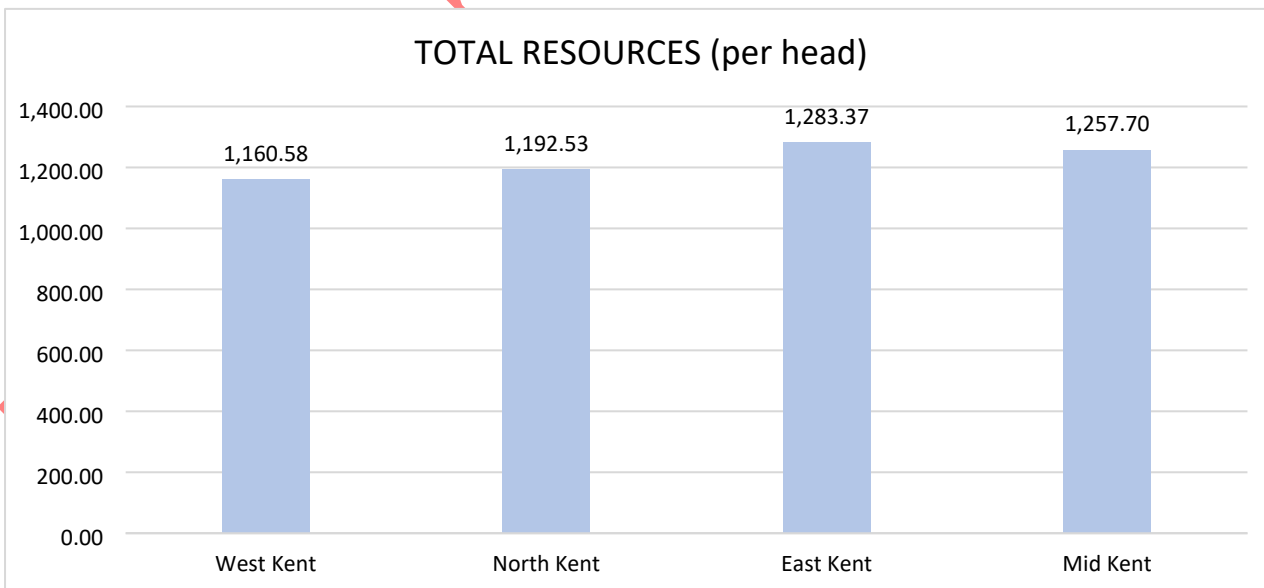 TOTAL RESOURCES (per head)
1,400.00
1,200.00
1,000.00
800.00
600.00
400.00
200.00
0.00
1,160.58
1,192.53
1,283.37
1,257.70
West Kent
North Kent
East Kent
Mid Kent